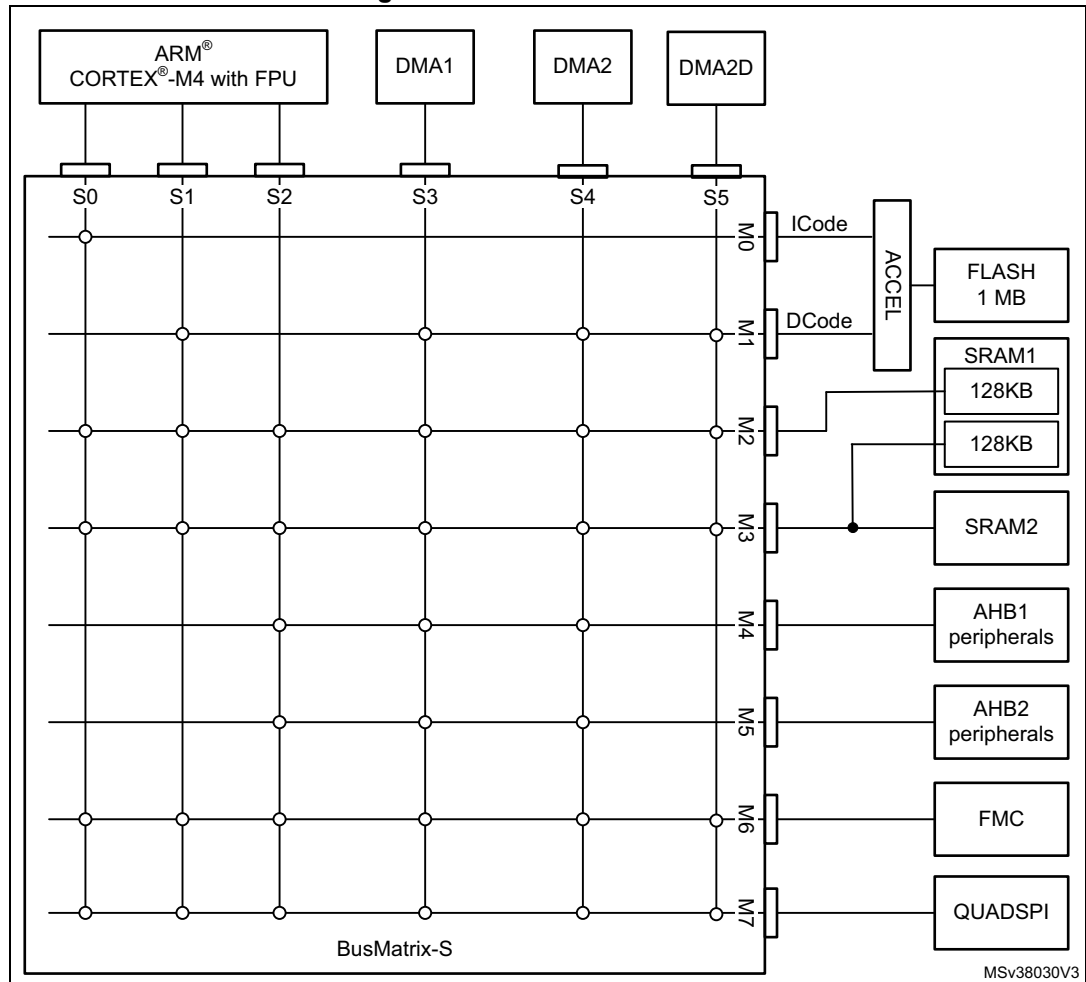 ARM®
CORTEX®-M4 with FPU
DMA1
DMA2
DMA2D
S0
S1
S2
S3
S4
S5
M0
ICode
ACCEL
FLASH
1 MB
M1
DCode
SRAM1
128KB
M2
128KB
M3
SRAM2
M4
AHB1
peripherals
M5
AHB2
peripherals
M6
FMC
M7
QUADSPI
BusMatrix-S
MSv38030V3